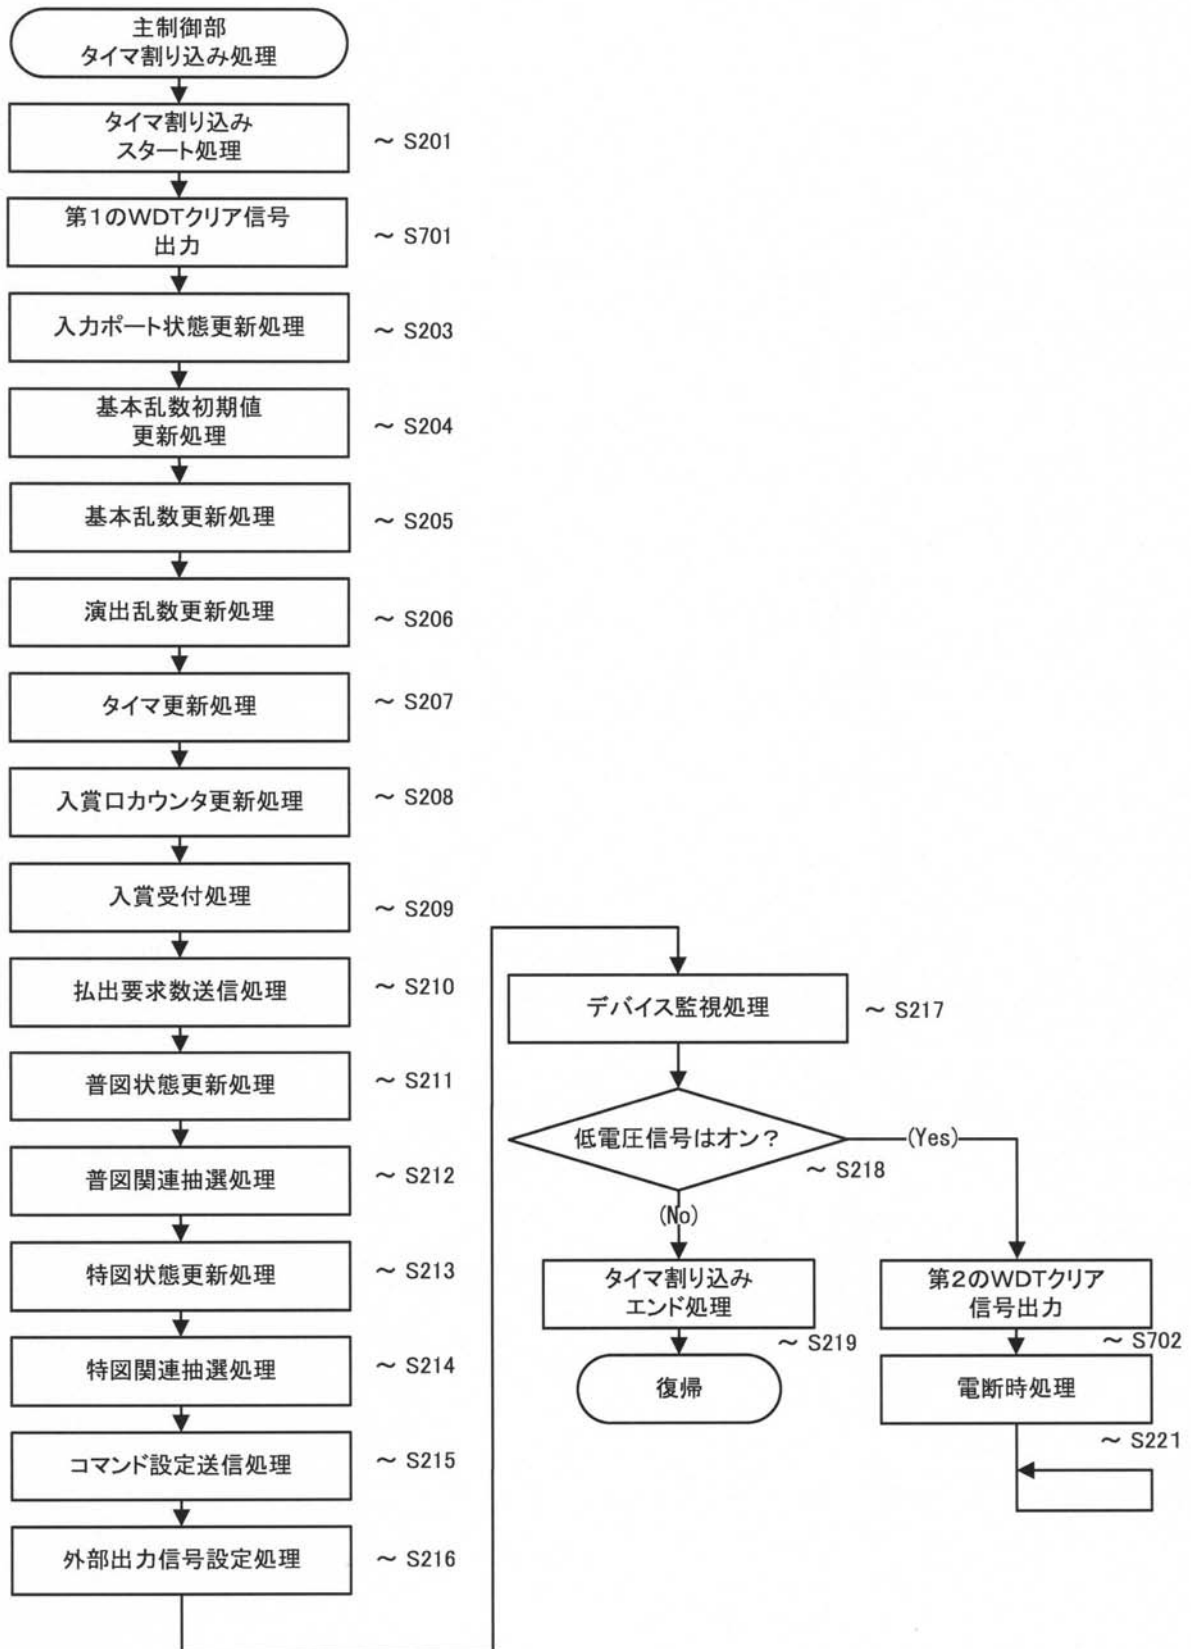 主制御部
タイマ割り込み処理
タイマ割り込み
スタート処理
～ S201
第1のWDTクリア信号
出力
～ S701
入力ポート状態更新処理
～ S203
基本乱数初期値
更新処理
～ S204
基本乱数更新処理
～ S205
演出乱数更新処理
～ S206
タイマ更新処理
～ S207
入賞口カウンタ更新処理
～ S208
入賞受付処理
～ S209
払出要求数送信処理
～ S210
普図状態更新処理
～ S211
普図関連抽選処理
～ S212
特図状態更新処理
～ S213
特図関連抽選処理
～ S214
コマンド設定送信処理
～ S215
外部出力信号設定処理
～ S216
デバイス監視処理
～ S217
低電圧信号はオン？
(Yes)
～ S218
(No)
タイマ割り込み
エンド処理
～ S219
復帰
第2のWDTクリア
信号出力
～ S702
電断時処理
～ S221